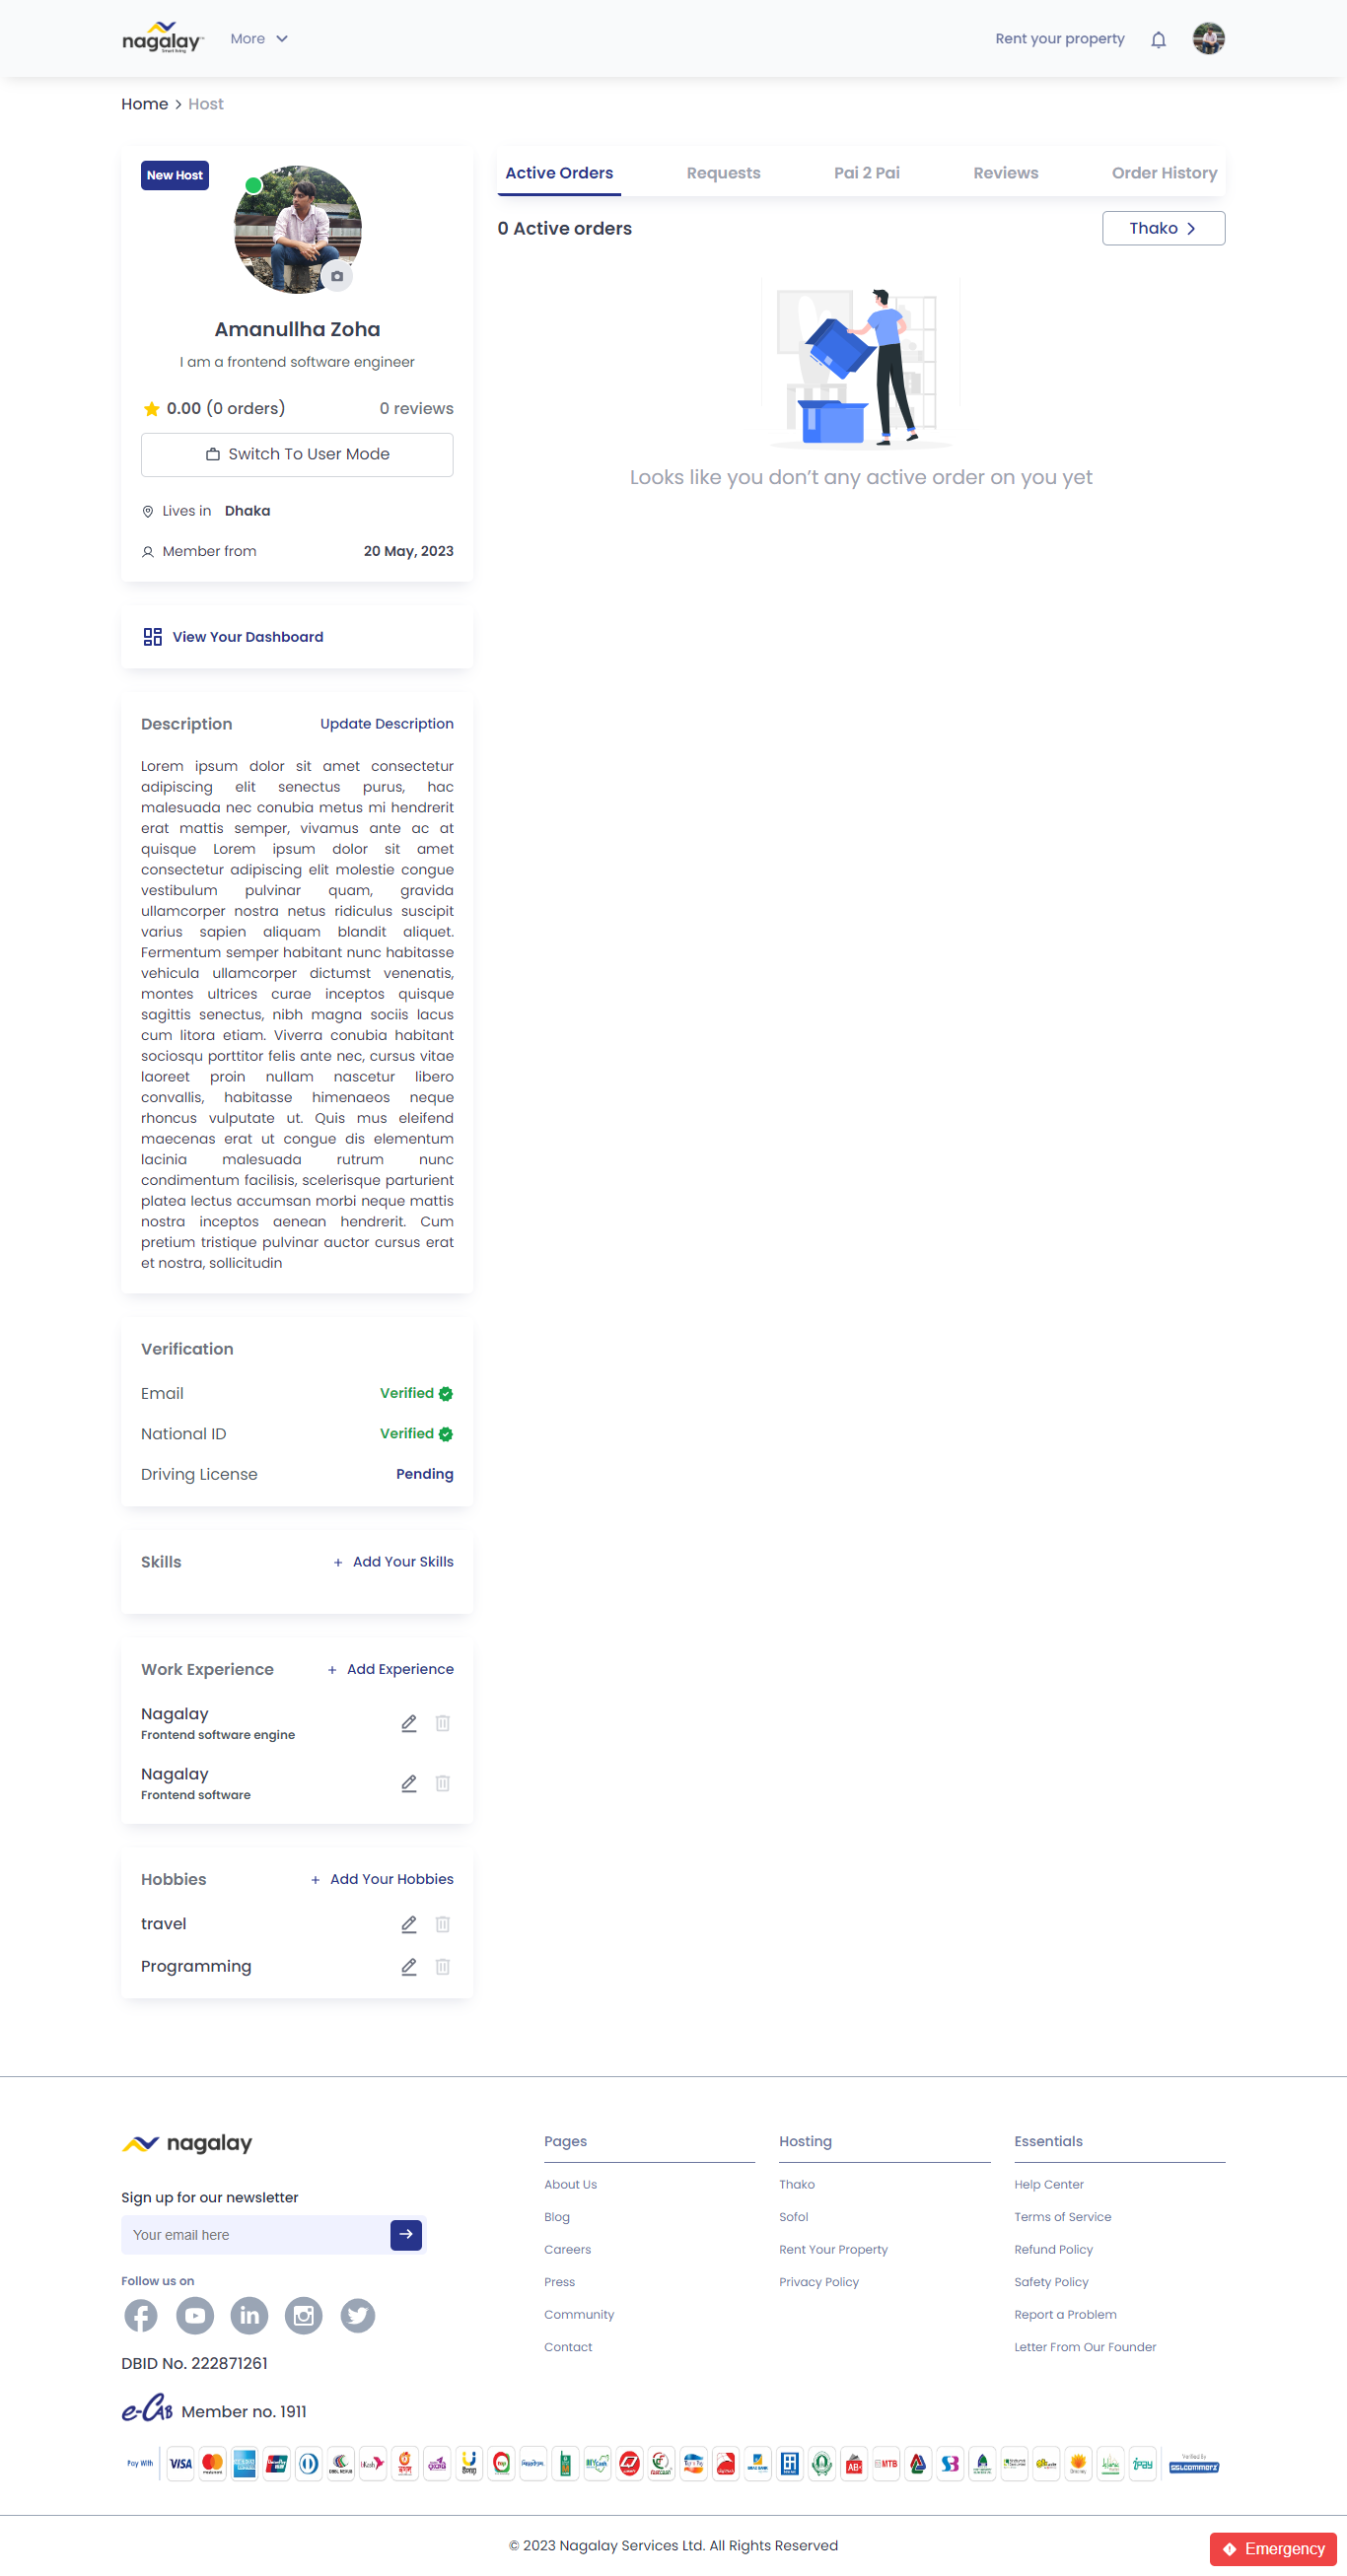 nagalay
More
Rent your property
Home > Host
New Host
Amanullha Zoha
I am a frontend software engineer
0.00 (0 orders)
0 reviews
Switch To User Mode
Lives in Dhaka
Member from
20 May, 2023
View Your Dashboard
Description
Update Description
Lorem ipsum dolor sit amet consectetur
adipiscing elit senectus purus, hac
malesuada nec conubia metus mi hendrerit
erat mattis semper, vivamus ante ac at
quisque Lorem ipsum dolor sit amet
consectetur adipiscing elit molestie congue
vestibulum pulvinar quam, gravida
ullamcorper nostra netus ridiculus suscipit
varius sapien aliquam blandit aliquet.
Fermentum semper habitant nunc habitasse
vehicula ullamcorper dictumst venenatis,
montes ultrices curae inceptos quisque
sagittis senectus, nibh magna sociis lacus
cum litora etiam. Viverra conubia habitant
sociosqu porttitor felis ante nec, cursus vitae
laoreet proin nullam nascetur libero
convallis, habitasse himenaeos neque
rhoncus vulputate ut. Quis mus eleifend
maecenas erat ut congue dis elementum
lacinia malesuada rutrum nunc
condimentum facilisis, scelerisque parturient
platea lectus accumsan morbi neque mattis
nostra inceptos aenean hendrerit. Cum
pretium tristique pulvinar auctor cursus erat
et nostra, sollicitudin
Verification
Email
Verified
National ID
Verified
Driving License
Pending
Skills
+ Add Your Skills
Work Experience
+ Add Experience
Nagalay
Frontend software engine
Nagalay
Frontend software
Hobbies
+ Add Your Hobbies
travel
Programming
Active Orders
Requests
Pai 2 Pai
Reviews
Order History
0 Active orders
Thako
Looks like you don't any active order on you yet
nagalay
Sign up for our newsletter
Your email here
Follow us on
DBID No. 222871261
e-CAB Member no. 1911
Pages
About Us
Blog
Careers
Press
Community
Contact
Hosting
Thako
Sofol
Rent Your Property
Privacy Policy
Essentials
Help Center
Terms of Service
Refund Policy
Safety Policy
Report a Problem
Letter From Our Founder
Pay With
VISA
bKash
MTB
iPay
Verified by
SSLCOMMERZ
© 2023 Nagalay Services Ltd. All Rights Reserved
Emergency